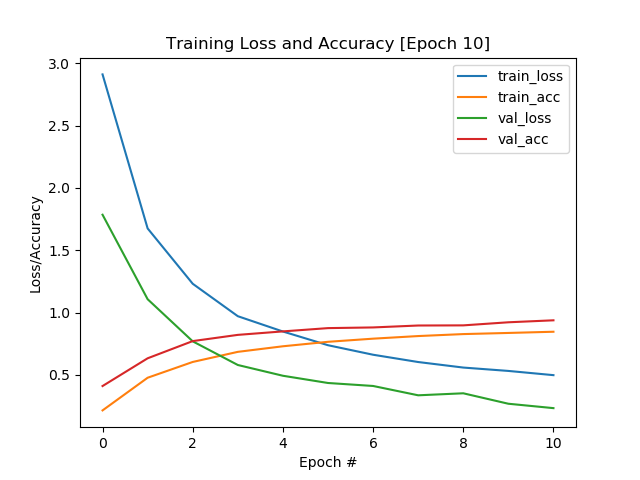 Training Loss and Accuracy [Epoch 10]
3.0
2.5
2.0
1.5
1.0
0.5
Loss/Accuracy
train_loss
train_acc
val_loss
val_acc
0 2 4 6 8 10
Epoch #